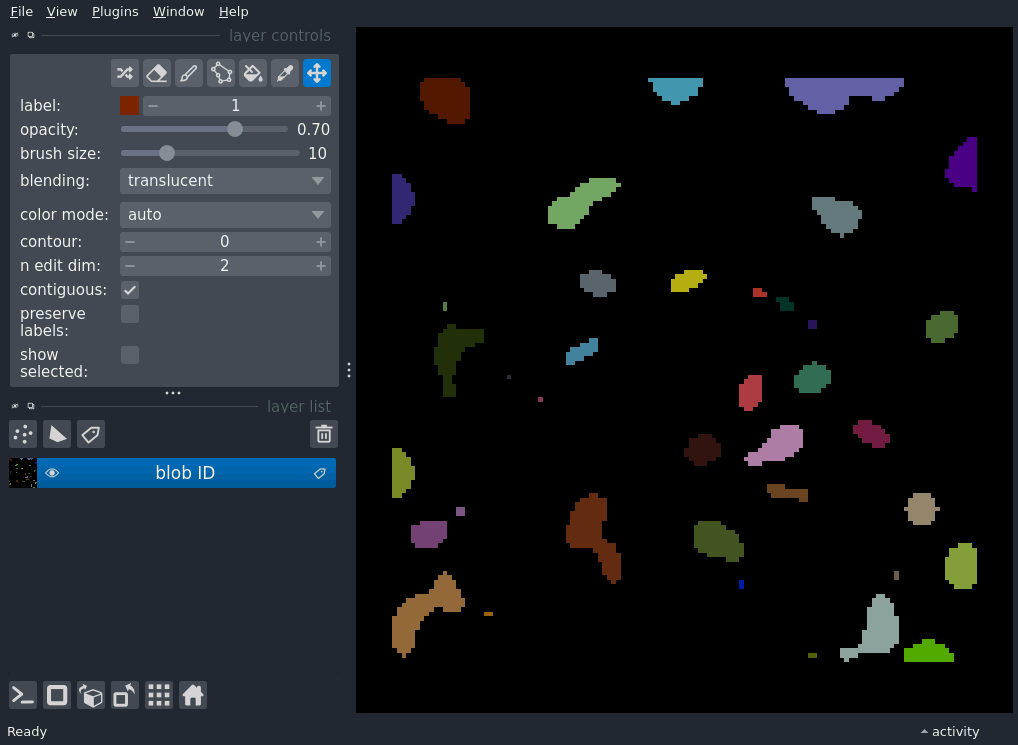 File View Plugins Window Help
layer controls
label: 1
opacity: 0.70
brush size: 10
blending: translucent
color mode: auto
contour: 0
n edit dim: 2
contiguous:
preserve
labels:
show
selected:
layer list
blob ID
Ready
activity